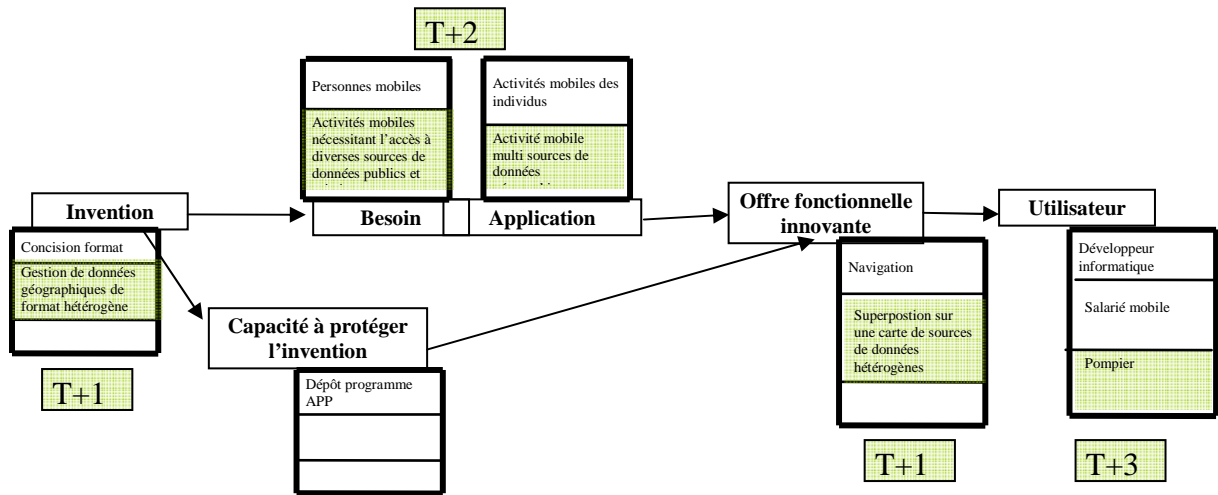 T+2
Personnes mobiles
Activités mobiles
nécessitant l'accès à
diverses sources de
données publics et
Activités mobiles des
individus
Activité mobile
multi sources de
données
Invention
Besoin
Application
Offre fonctionnelle
innovante
Utilisateur
Concision format
Gestion de données
géographiques de
format hétérogène
T+1
Capacité à protéger
l'invention
Dépôt programme
APP
Navigation
Superpostion sur
une carte de sources
de données
hétérogènes
T+1
Développeur
informatique
Salarié mobile
Pompier
T+3